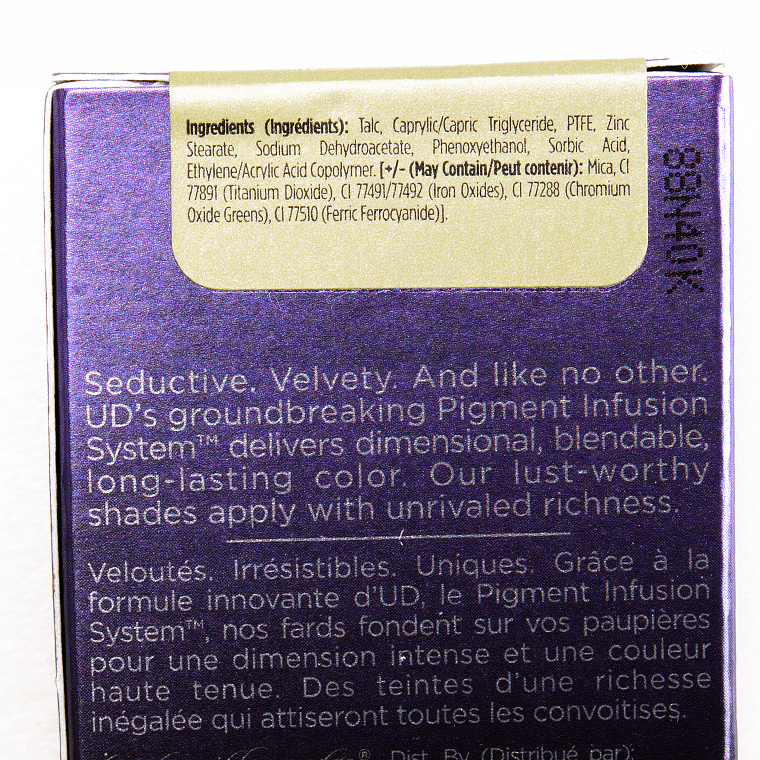 Ingredients (Ingrédients): Talc, Caprylic/Capric Triglyceride, PTFE, Zinc
Stearate, Sodium Dehydroacetate, Phenoxyethanol, Sorbic Acid,
Ethylene/Acrylic Acid Copolymer. [+/- (May Contain/Peut contenir): Mica, CI
77891 (Titanium Dioxide), CI 77491/77492 (Iron Oxides), CI 77288 (Chromium
Oxide Greens), CI 77510 (Ferric Ferrocyanide)].
88N40K
Seductive. Velvety. And like no other.
UD's groundbreaking Pigment Infusion
System™ delivers dimensional, blendable,
long-lasting color. Our lust-worthy
shades apply with unrivaled richness.
Veloutés. Irrésistibles. Uniques. Grâce à la
formule innovante d'UD, le Pigment Infusion
System™, nos fards fondent sur vos paupières
pour une dimension intense et une couleur
haute tenue. Des teintes d'une richesse
inégalée qui attiseront toutes les convoitises.
® Dist. By (Distribué par):